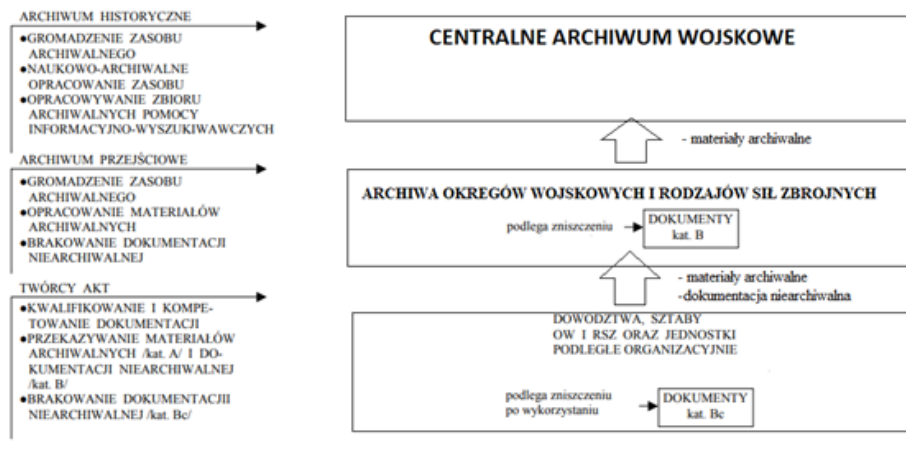 ARCHIWUM HISTORYCZNE
●GROMADZENIE ZASOBU
ARCHIWALNEGO
●NAUKOWO-ARCHIWALNE
OPRACOWANIE ZASOBU
●OPRACOWYWANIE ZBIORU
ARCHIWALNYCH POMOCY
INFORMACYJNO-WYSZUKIWAWCZYCH
CENTRALNE ARCHIWUM WOJSKOWE
- materiały archiwalne
ARCHIWUM PRZEJŚCIOWE
●GROMADZENIE ZASOBU
ARCHIWALNEGO
●OPRACOWANIE MATERIAŁÓW
ARCHIWALNYCH
●BRAKOWANIE DOKUMENTACJI
NIEARCHIWALNEJ
ARCHIWA OKRĘGÓW WOJSKOWYCH I RODZAJÓW SIŁ ZBROJNYCH
podlega zniszczeniu
DOKUMENTY
kat. B
- materiały archiwalne
-dokumentacja niearchiwalna
TWÓRCY AKT
●KWALIFIKOWANIE I KOMPE-
TOWANIE DOKUMENTACJI
●PRZEKAZYWANIE MATERIAŁÓW
ARCHIWALNYCH /kat. A/ I DO-
KUMENTACJI NIEARCHIWALNEJ
/kat. B/
●BRAKOWANIE DOKUMENTACJII
NIEARCHIWALNEJ /kat. Bc/
DOWODZTWA, SZTABY
OW I RSZ ORAZ JEDNOSTKI
PODLEGŁE ORGANIZACYJNIE
podlega zniszczeniu
po wykorzystaniu
DOKUMENTY
kat. Bc